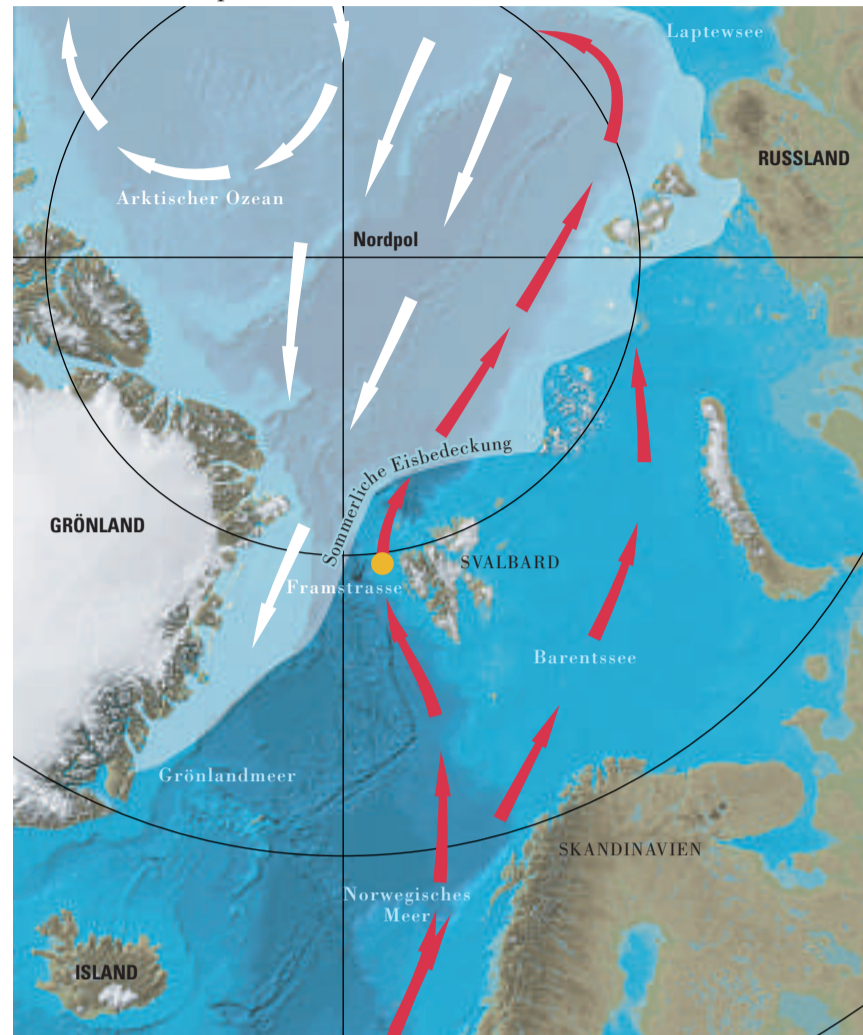 Laptewsee
RUSSLAND
Arktischer Ozean
Nordpol
Sommerliche Eisbedeckung
GRÖNLAND
SVALBARD
Framstrasse
Barentssee
Grönlandmeer
SKANDINAVIEN
Norwegisches
Meer
ISLAND